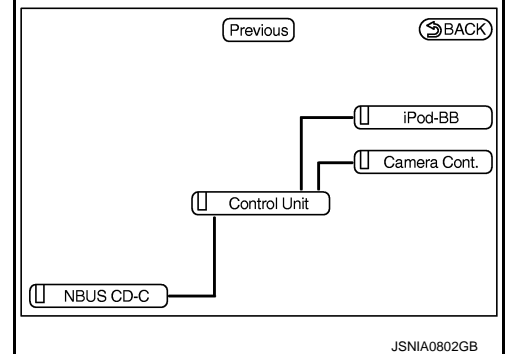 Previous
BACK
iPod-BB
Camera Cont.
Control Unit
NBUS CD-C
JSNIA0802GB